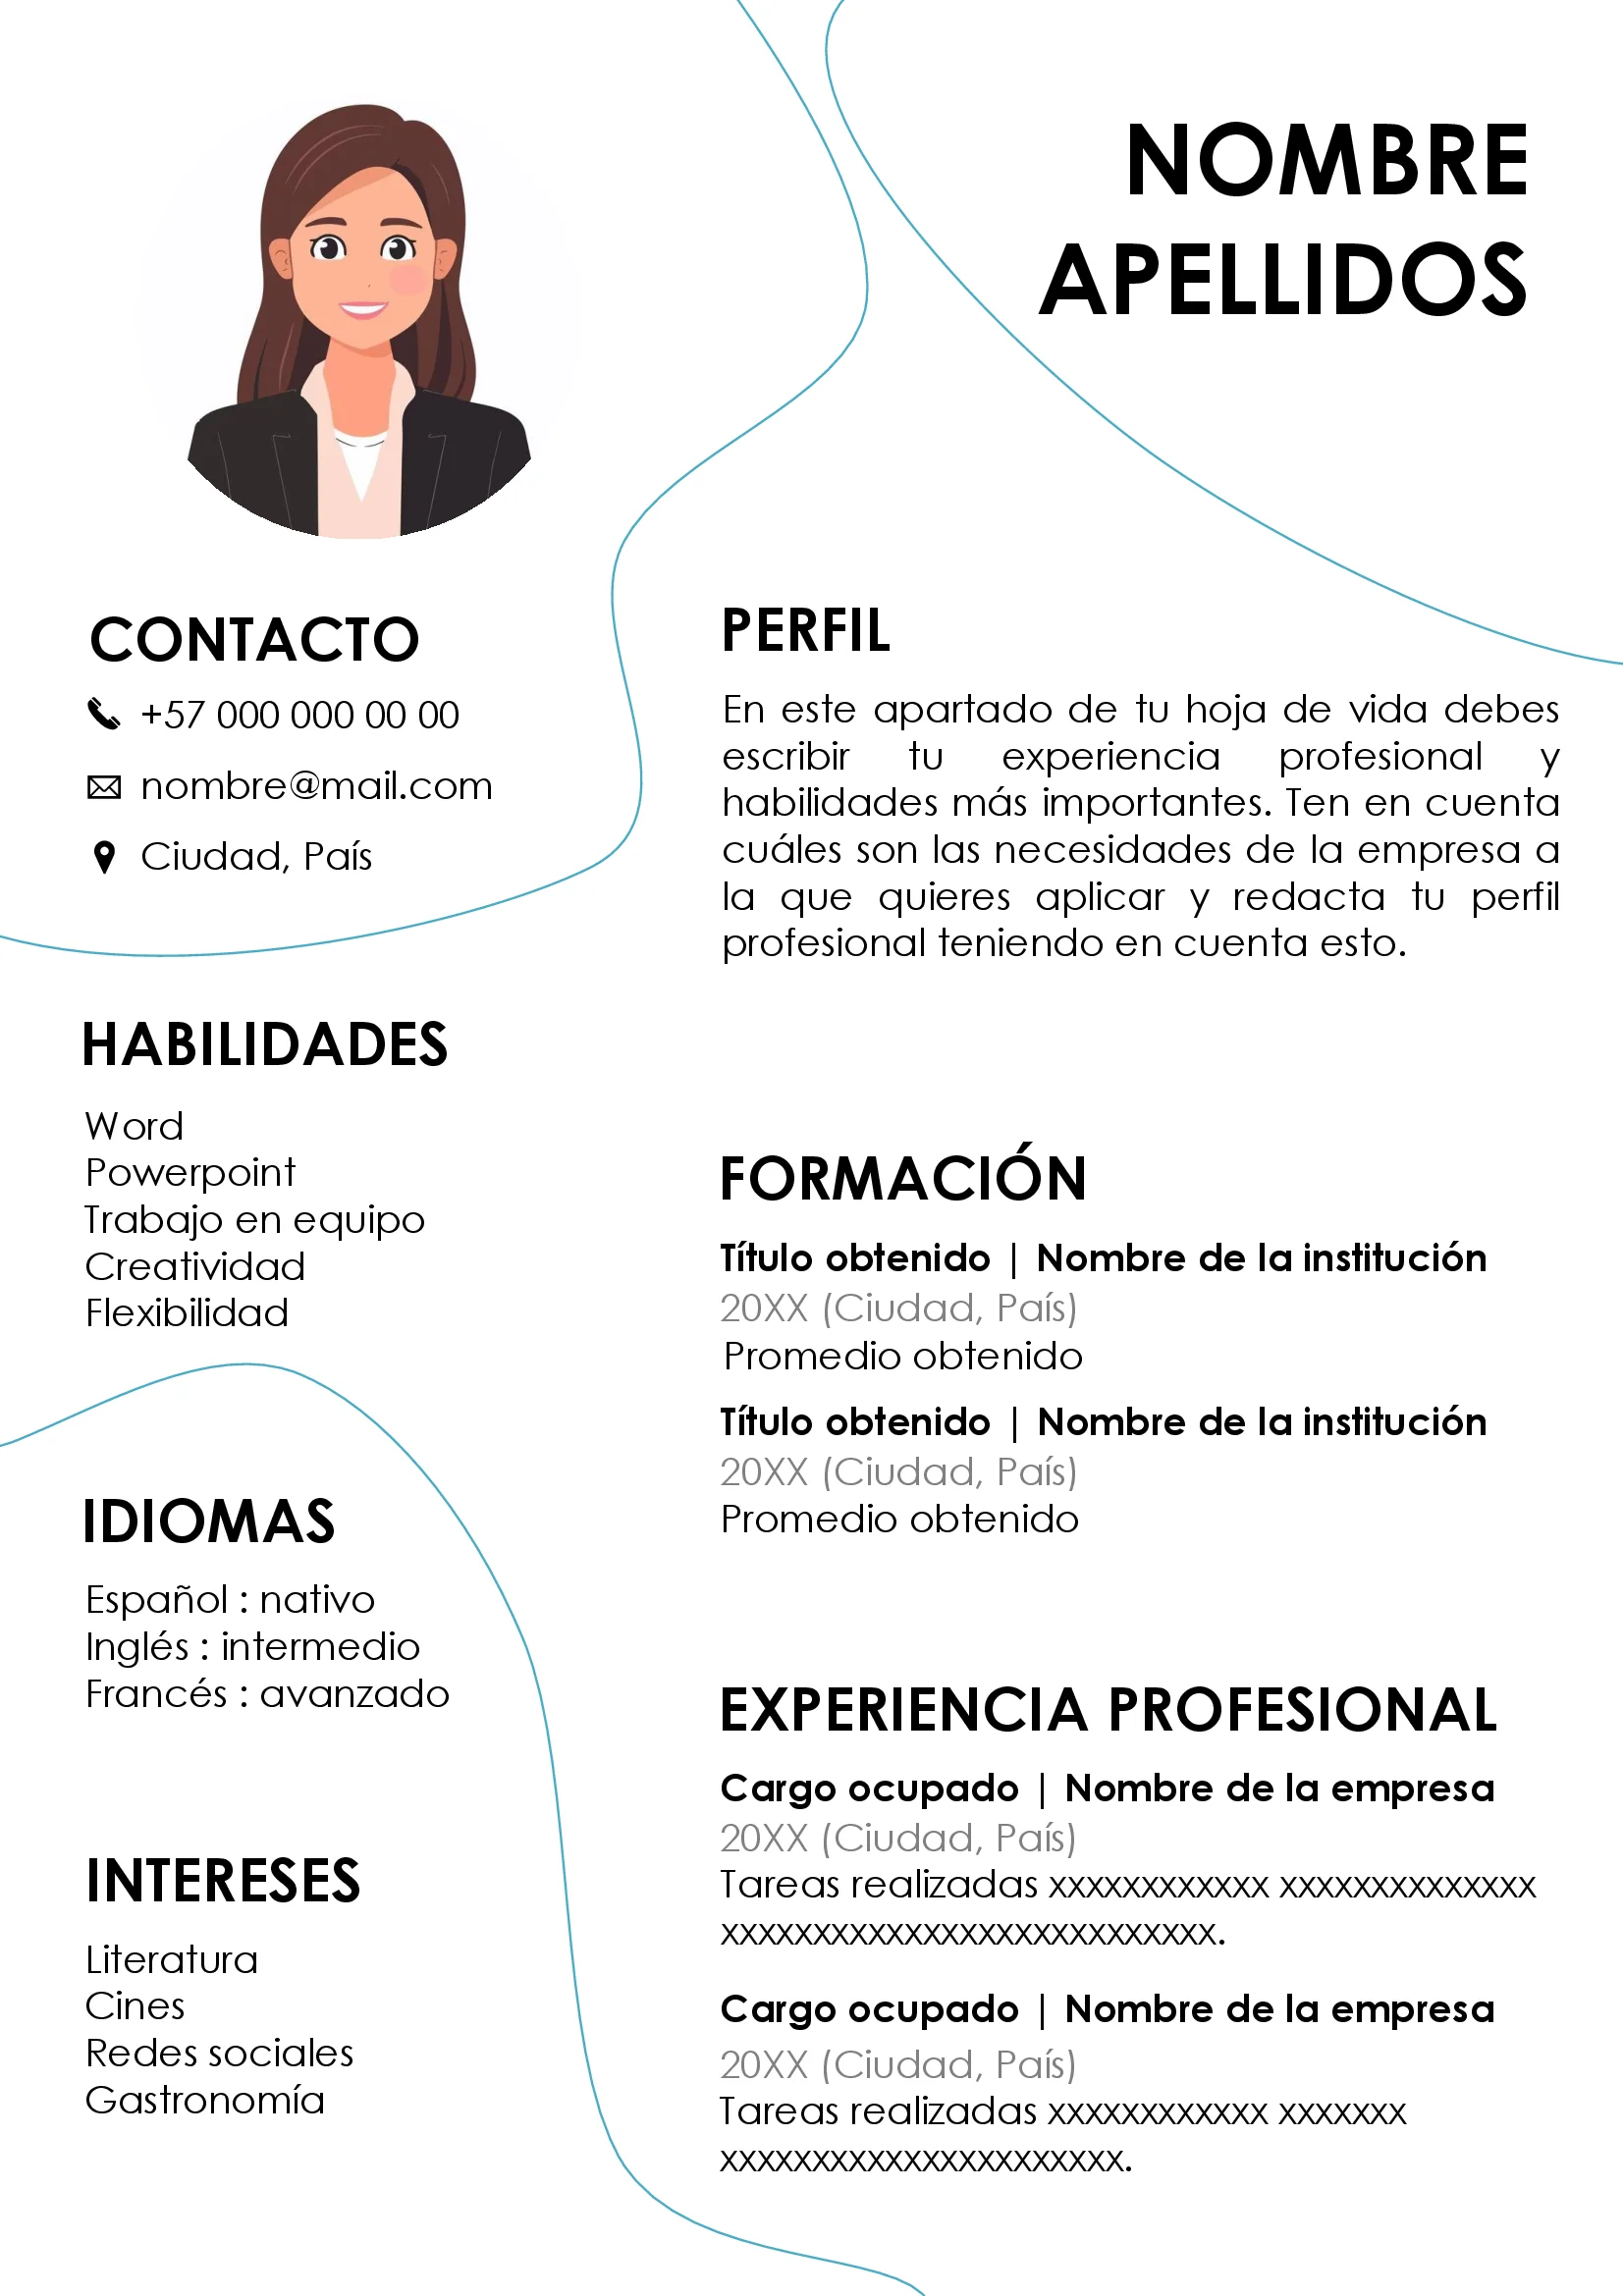 NOMBRE
APELLIDOS
CONTACTO
+57 000 000 00 00
nombre@mail.com
Ciudad, País
HABILIDADES
Word
Powerpoint
Trabajo en equipo
Creatividad
Flexibilidad
IDIOMAS
Español : nativo
Inglés : intermedio
Francés : avanzado
INTERESES
Literatura
Cines
Redes sociales
Gastronomía
PERFIL
En este apartado de tu hoja de vida debes
escribir tu experiencia profesional y
habilidades más importantes. Ten en cuenta
cuáles son las necesidades de la empresa a
la que quieres aplicar y redacta tu perfil
profesional teniendo en cuenta esto.
FORMACIÓN
Título obtenido | Nombre de la institución
20XX (Ciudad, País)
Promedio obtenido
Título obtenido | Nombre de la institución
20XX (Ciudad, País)
Promedio obtenido
EXPERIENCIA PROFESIONAL
Cargo ocupado | Nombre de la empresa
20XX (Ciudad, País)
Tareas realizadas xxxxxxxxxxxx xxxxxxxxxxxxxx
xxxxxxxxxxxxxxxxxxxxxxxxxxx.
Cargo ocupado | Nombre de la empresa
20XX (Ciudad, País)
Tareas realizadas xxxxxxxxxxxx xxxxxxx
xxxxxxxxxxxxxxxxxxxxxx.